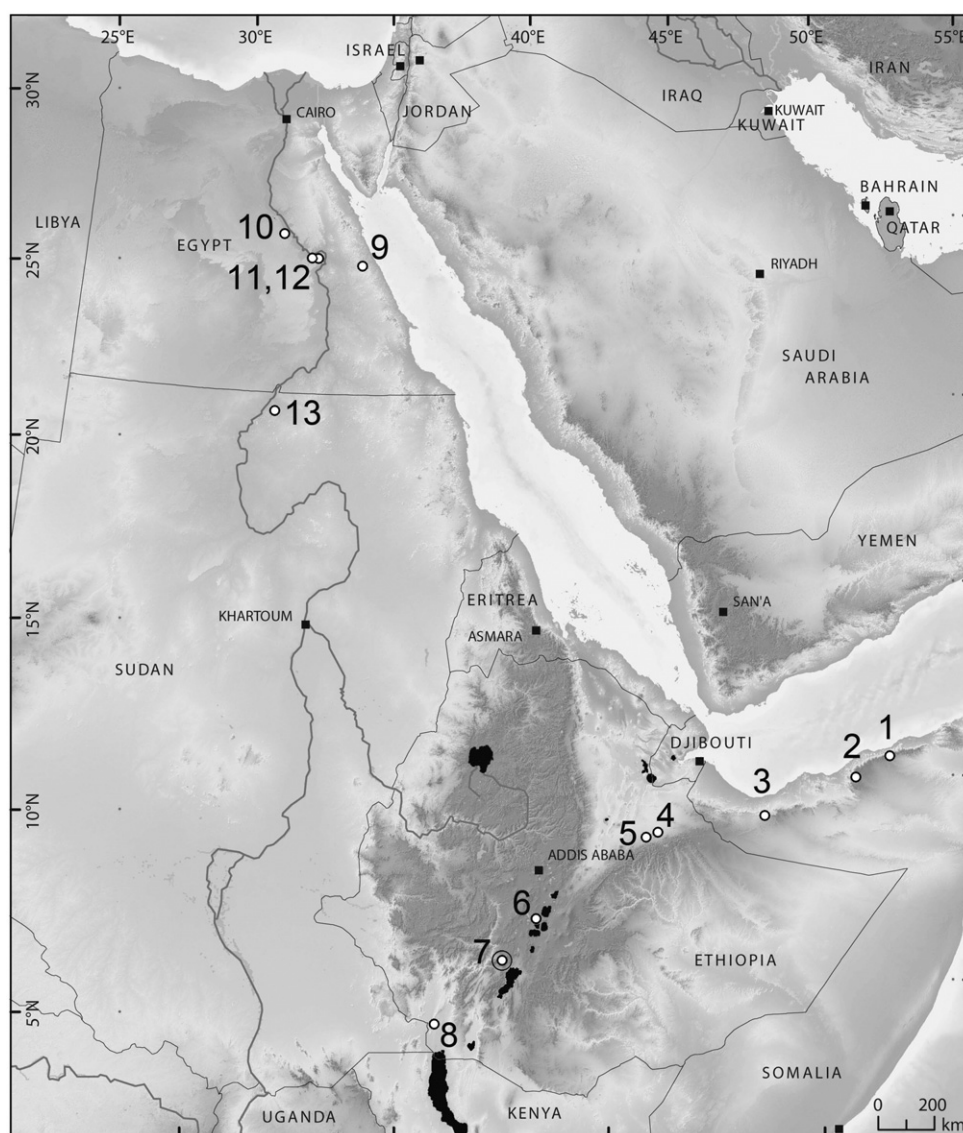 25°E 30°E 40°E 45°E 50°E 55°E
ISRAEL
IRAN
30°N
IRAQ
CAIRO
JORDAN
KUWAIT
KUWAIT
BAHRAIN
QATAR
LIBYA
10
EGYPT
9
25°N
11,12
RIYADH
SAUDI
ARABIA
13
20°N
YEMEN
ERITREA
SAN'A
15°N
KHARTOUM
ASMARA
SUDAN
DJIBOUTI
1
2
3
10°N
4
5
ADDIS ABABA
6
7
ETHIOPIA
5°N
8
SOMALIA
UGANDA
KENYA
0 200
km